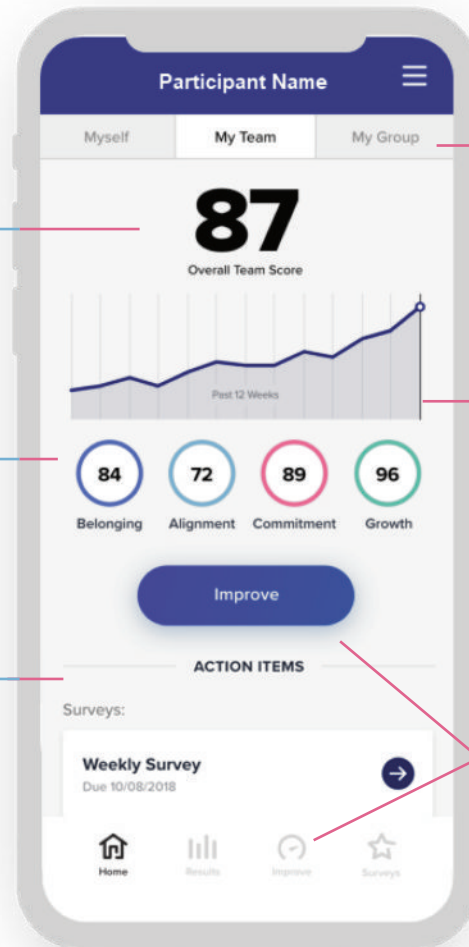 Participant Name
Myself My Team My Group
87
Overall Team Score
Past 12 Weeks
84 72 89 96
Belonging Alignment Commitment Growth
Improve
ACTION ITEMS
Surveys:
Weekly Survey
Due 10/08/2018
Home Results Improve Surveys